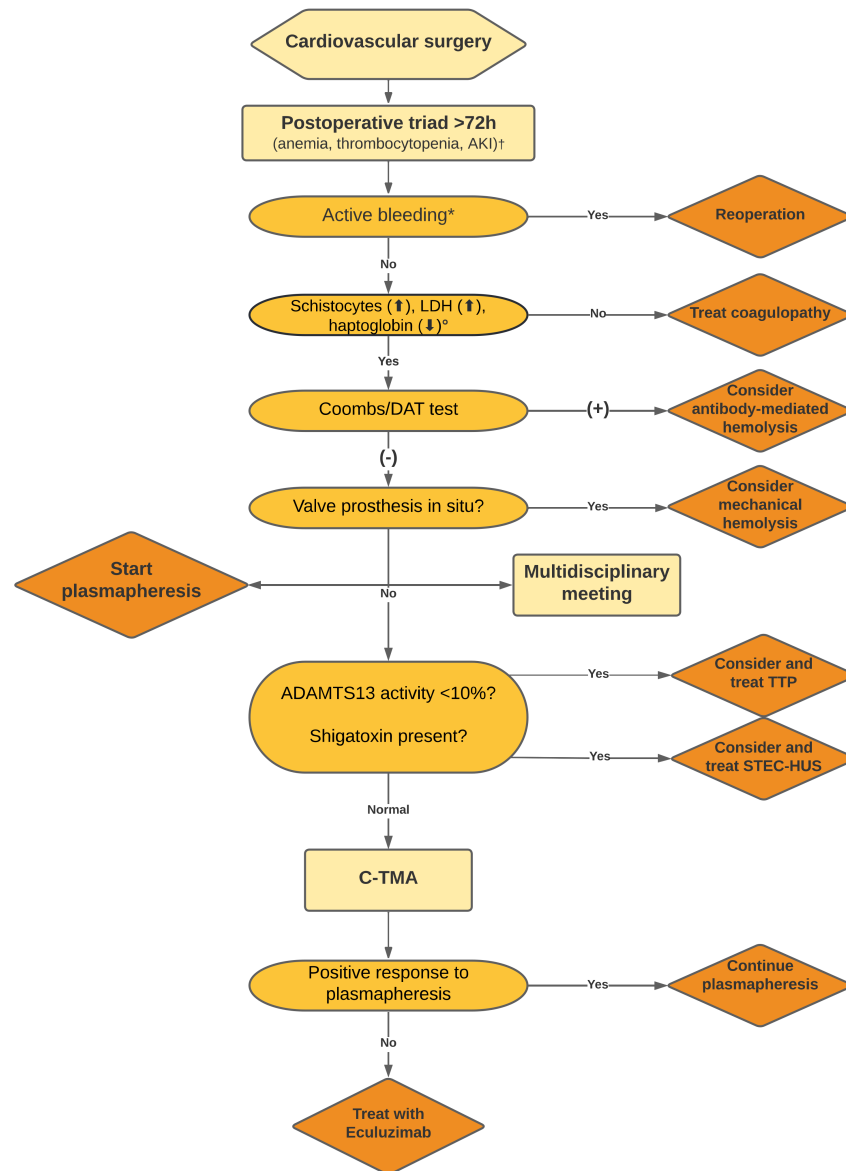 Cardiovascular surgery
Postoperative triad >72h
(anemia, thrombocytopenia, AKI)†
Active bleeding*
Yes
Reoperation
No
Schistocytes (⬆), LDH (⬆),
haptoglobin (⬇)°
No
Treat coagulopathy
Yes
Coombs/DAT test
(+)
Consider
antibody-mediated
hemolysis
(-)
Valve prosthesis in situ?
Yes
Consider
mechanical
hemolysis
Start
plasmapheresis
No
Multidisciplinary
meeting
ADAMTS13 activity <10%?
Yes
Consider and
treat TTP
Shigatoxin present?
Yes
Consider and
treat STEC-HUS
Normal
C-TMA
Positive response to
plasmapheresis
Yes
Continue
plasmapheresis
No
Treat with
Eculuzimab